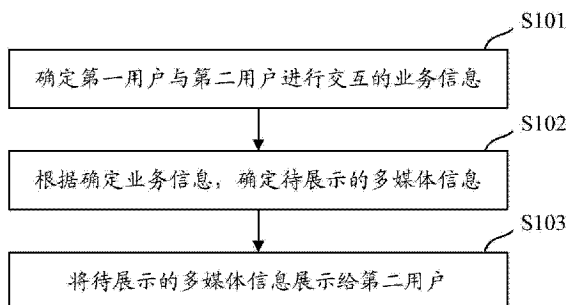 S101
确定第一用户与第二用户进行交互的业务信息
S102
根据确定业务信息，确定待展示的多媒体信息
S103
将待展示的多媒体信息展示给第二用户